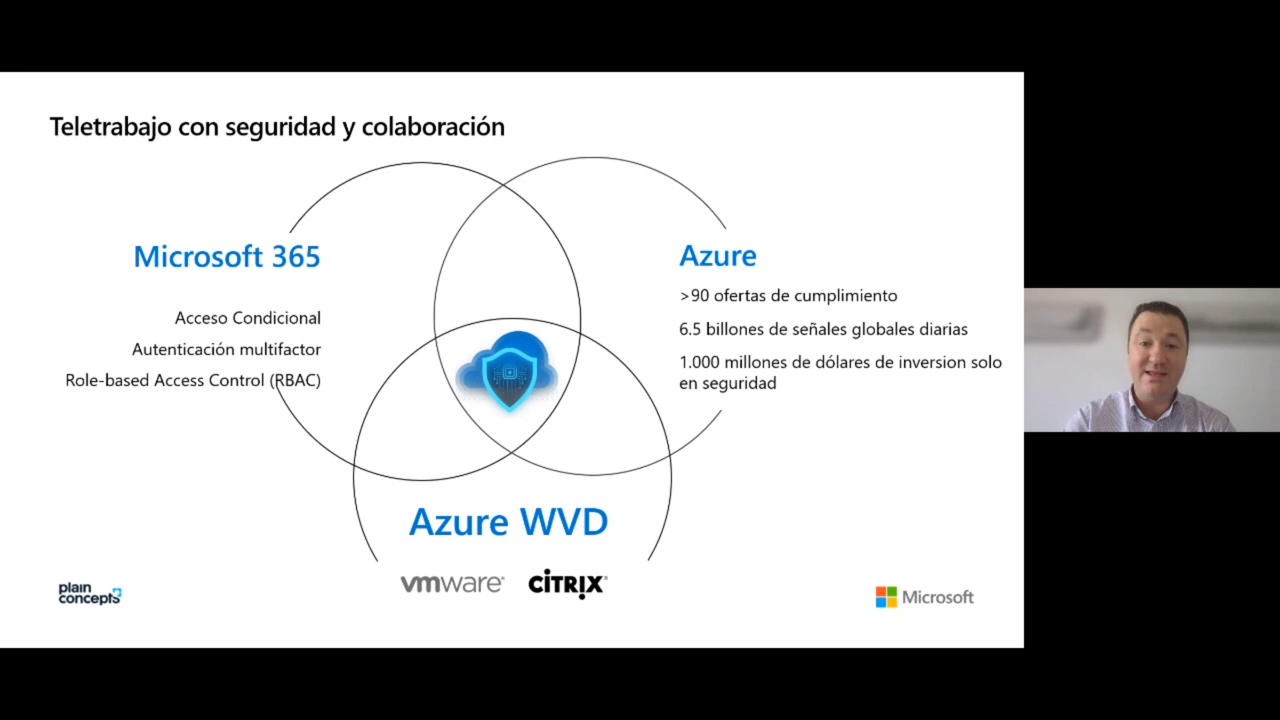 Teletrabajo con seguridad y colaboración
Microsoft 365
Acceso Condicional
Autenticación multifactor
Role-based Access Control (RBAC)
Azure
>90 ofertas de cumplimiento
6.5 billones de señales globales diarias
1.000 millones de dólares de inversion solo
en seguridad
Azure WVD
vmware® CITRIX®
plain
concepts
Microsoft